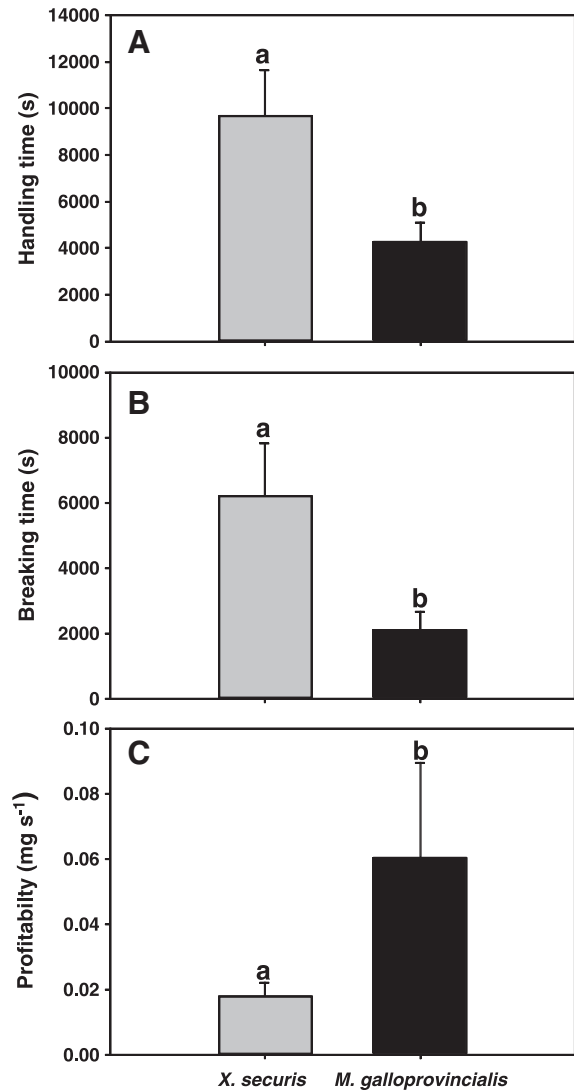 14000
A
a
12000
10000
8000
Handling time (s)
6000
b
4000
2000
0
10000
B
a
8000
6000
Breaking time (s)
4000
b
2000
0
0.10
C
b
0.08
Profitabilty (mg s⁻¹)
0.06
0.04
a
0.02
0.00
X. securis M. galloprovincialis